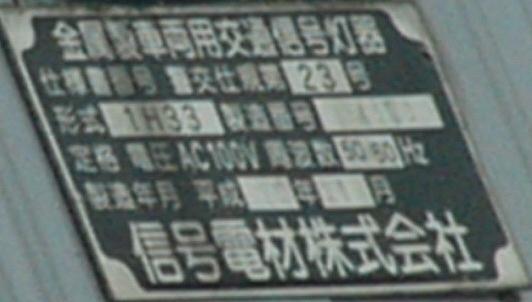 金属製車両用交通信号灯器
仕様書番号 警交仕規第 23 号
形式 1H33 製造番号
定格 電圧 AC100V 周波数 50/60 Hz
製造年月 平成 年 月
信号電材株式会社